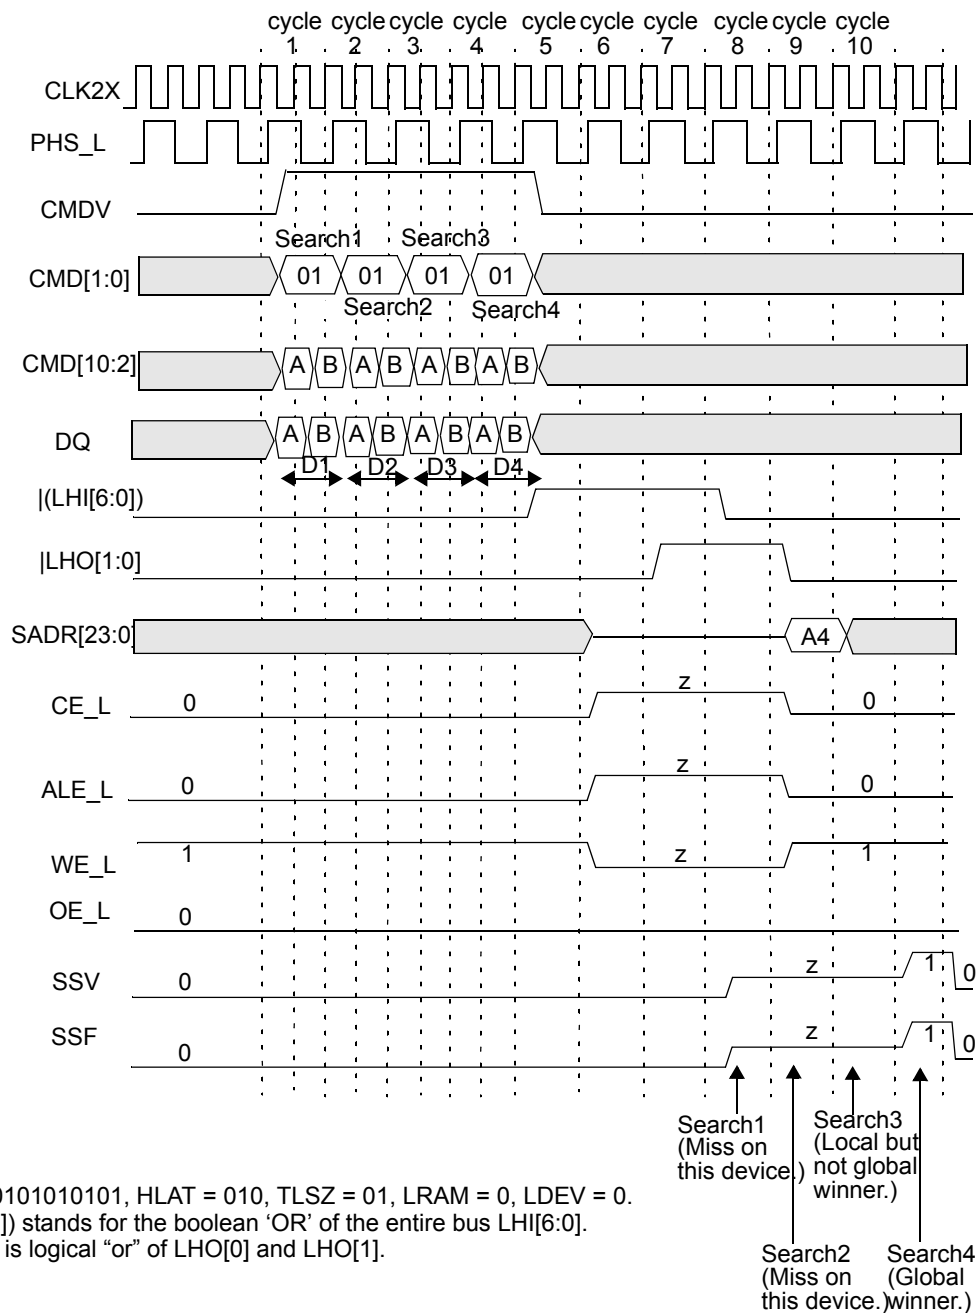 cycle cycle cycle cycle cycle cycle cycle cycle cycle cycle
1 2 3 4 5 6 7 8 9 10
CLK2X
PHS_L
CMDV
Search1 Search3
CMD[1:0] 01 01 01 01
Search2 Search4
CMD[10:2] A B A B A B A B
DQ A B A B A B A B
D1 D2 D3 D4
|(LHI[6:0])
|LHO[1:0]
SADR[23:0] A4
CE_L 0 z 0
ALE_L 0 z 0
WE_L 1 z 1
OE_L 0
SSV 0 z 1 0
SSF 0 z 1 0
Search1
(Miss on
this device.)
Search3
(Local but
not global
winner.)
0101010101, HLAT = 010, TLSZ = 01, LRAM = 0, LDEV = 0.
]) stands for the boolean ‘OR’ of the entire bus LHI[6:0].
is logical “or” of LHO[0] and LHO[1].
Search2
(Miss on
this device.)
Search4
(Global
winner.)